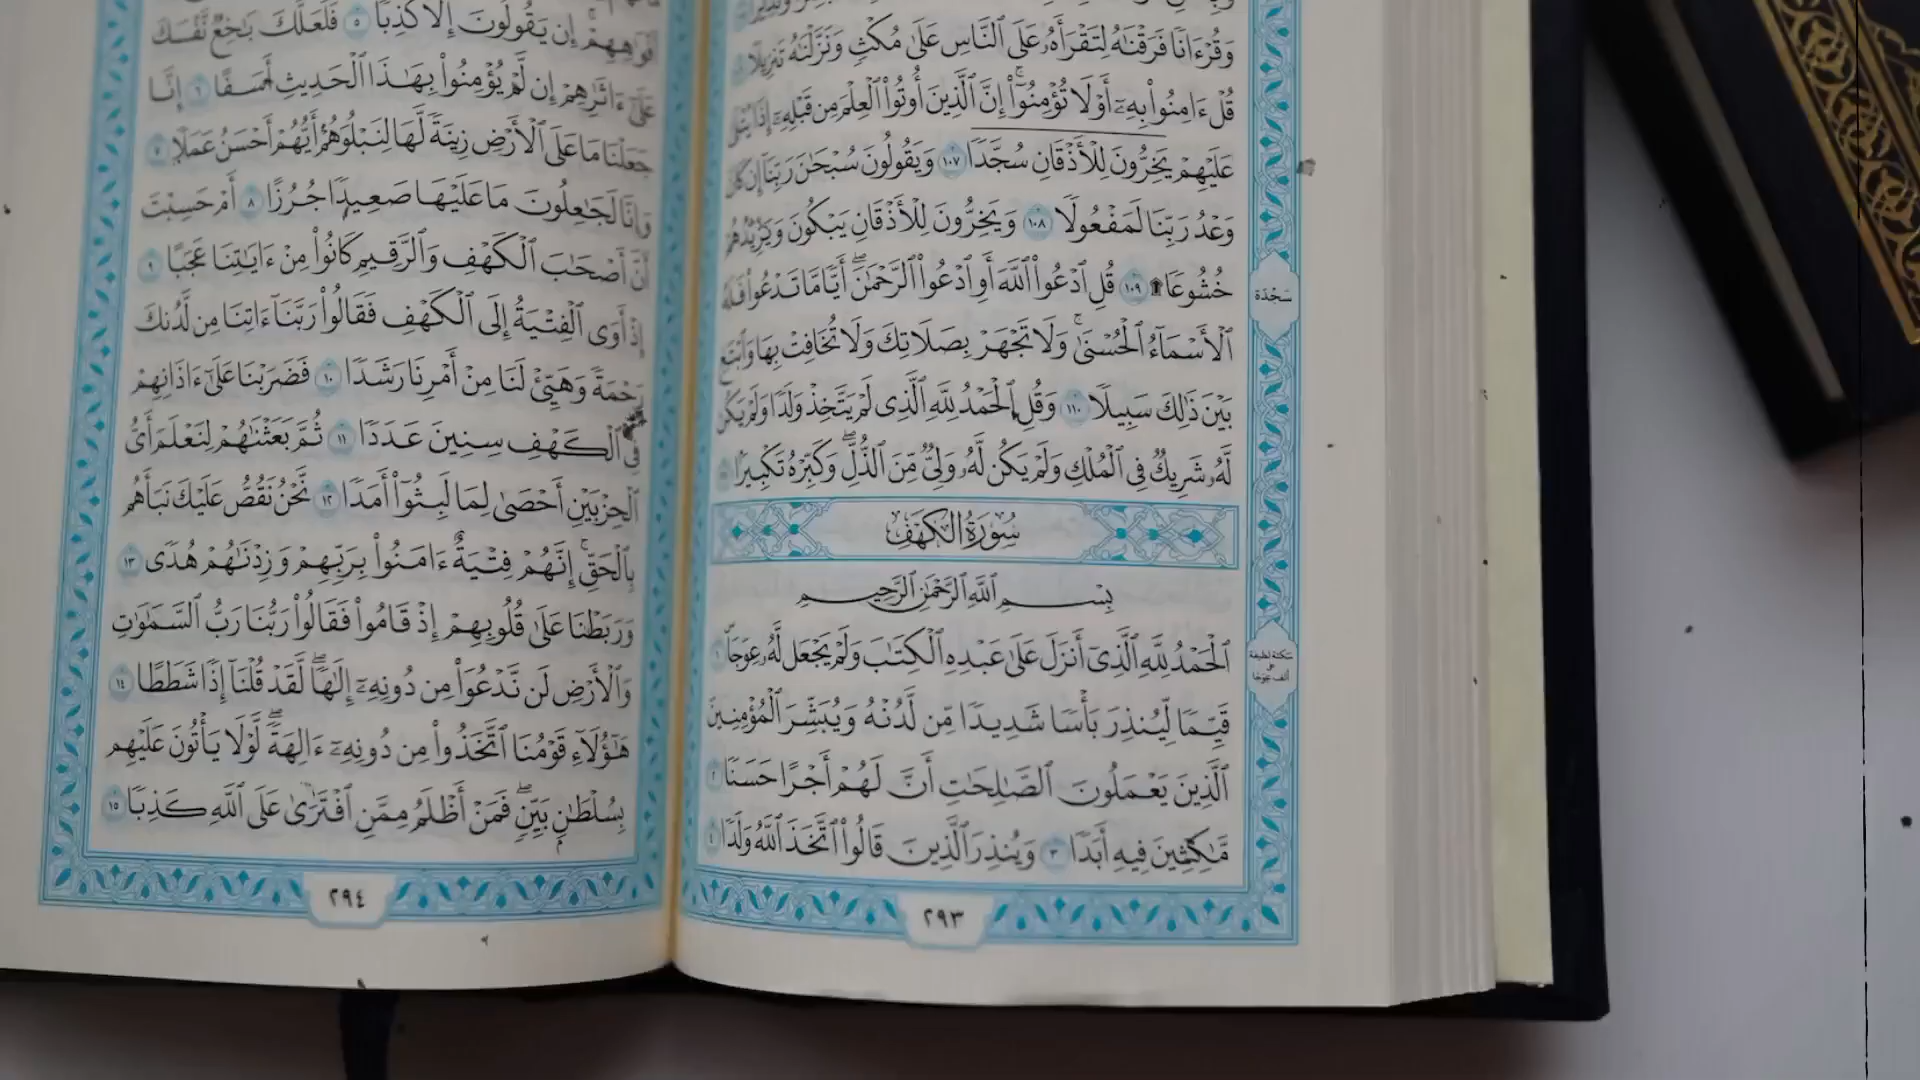 وَقُرْءَانًا فَرَقْنَٰهُ لِتَقْرَأَهُۥ عَلَى ٱلنَّاسِ عَلَىٰ مُكْثٍ وَنَزَّلْنَٰهُ تَنزِيلًا
قُلْ ءَامِنُوا۟ بِهِۦٓ أَوْ لَا تُؤْمِنُوٓا۟ ۚ إِنَّ ٱلَّذِينَ أُوتُوا۟ ٱلْعِلْمَ مِن قَبْلِهِۦٓ إِذَا يُتْلَىٰ
عَلَيْهِمْ يَخِرُّونَ لِلْأَذْقَانِ سُجَّدًا ١٠٧ وَيَقُولُونَ سُبْحَٰنَ رَبِّنَآ إِن كَانَ
وَعْدُ رَبِّنَا لَمَفْعُولًا ١٠٨ وَيَخِرُّونَ لِلْأَذْقَانِ يَبْكُونَ وَيَزِيدُهُمْ
خُشُوعًا ۩ ١٠٩ قُلِ ٱدْعُوا۟ ٱللَّهَ أَوِ ٱدْعُوا۟ ٱلرَّحْمَٰنَ ۖ أَيًّا مَّا تَدْعُوا۟ فَلَهُ
ٱلْأَسْمَآءُ ٱلْحُسْنَىٰ ۚ وَلَا تَجْهَرْ بِصَلَاتِكَ وَلَا تُخَافِتْ بِهَا وَٱبْتَغِ
بَيْنَ ذَٰلِكَ سَبِيلًا ١١٠ وَقُلِ ٱلْحَمْدُ لِلَّهِ ٱلَّذِى لَمْ يَتَّخِذْ وَلَدًا وَلَمْ يَكُن
لَّهُۥ شَرِيكٌ فِى ٱلْمُلْكِ وَلَمْ يَكُن لَّهُۥ وَلِىٌّ مِّنَ ٱلذُّلِّ ۖ وَكَبِّرْهُ تَكْبِيرًۢا
سُورَةُ الكَهْفِ
بِسْمِ ٱللَّهِ ٱلرَّحْمَٰنِ ٱلرَّحِيمِ
ٱلْحَمْدُ لِلَّهِ ٱلَّذِىٓ أَنزَلَ عَلَىٰ عَبْدِهِ ٱلْكِتَٰبَ وَلَمْ يَجْعَل لَّهُۥ عِوَجَا ۜ ١
قَيِّمًا لِّيُنذِرَ بَأْسًا شَدِيدًا مِّن لَّدُنْهُ وَيُبَشِّرَ ٱلْمُؤْمِنِينَ
ٱلَّذِينَ يَعْمَلُونَ ٱلصَّٰلِحَٰتِ أَنَّ لَهُمْ أَجْرًا حَسَنًا ٢
مَّٰكِثِينَ فِيهِ أَبَدًا ٣ وَيُنذِرَ ٱلَّذِينَ قَالُوا۟ ٱتَّخَذَ ٱللَّهُ وَلَدًا ٤
سَجْدَة
سكتة لطيفة
على
ألف عوجا
٢٩٣
أَفْوَٰهِهِمْ ۚ إِن يَقُولُونَ إِلَّا كَذِبًا ٥ فَلَعَلَّكَ بَٰخِعٌ نَّفْسَكَ
عَلَىٰٓ ءَاثَٰرِهِمْ إِن لَّمْ يُؤْمِنُوا۟ بِهَٰذَا ٱلْحَدِيثِ أَسَفًا ٦ إِنَّا
جَعَلْنَا مَا عَلَى ٱلْأَرْضِ زِينَةً لَّهَا لِنَبْلُوَهُمْ أَيُّهُمْ أَحْسَنُ عَمَلًا ٧
وَإِنَّا لَجَٰعِلُونَ مَا عَلَيْهَا صَعِيدًا جُرُزًا ٨ أَمْ حَسِبْتَ
أَنَّ أَصْحَٰبَ ٱلْكَهْفِ وَٱلرَّقِيمِ كَانُوا۟ مِنْ ءَايَٰتِنَا عَجَبًا ٩
إِذْ أَوَى ٱلْفِتْيَةُ إِلَى ٱلْكَهْفِ فَقَالُوا۟ رَبَّنَآ ءَاتِنَا مِن لَّدُنكَ
رَحْمَةً وَهَيِّئْ لَنَا مِنْ أَمْرِنَا رَشَدًا ١٠ فَضَرَبْنَا عَلَىٰٓ ءَاذَانِهِمْ
فِى ٱلْكَهْفِ سِنِينَ عَدَدًا ١١ ثُمَّ بَعَثْنَٰهُمْ لِنَعْلَمَ أَىُّ
ٱلْحِزْبَيْنِ أَحْصَىٰ لِمَا لَبِثُوٓا۟ أَمَدًا ١٢ نَّحْنُ نَقُصُّ عَلَيْكَ نَبَأَهُم
بِٱلْحَقِّ ۚ إِنَّهُمْ فِتْيَةٌ ءَامَنُوا۟ بِرَبِّهِمْ وَزِدْنَٰهُمْ هُدًى ١٣
وَرَبَطْنَا عَلَىٰ قُلُوبِهِمْ إِذْ قَامُوا۟ فَقَالُوا۟ رَبُّنَا رَبُّ ٱلسَّمَٰوَٰتِ
وَٱلْأَرْضِ لَن نَّدْعُوَا۟ مِن دُونِهِۦٓ إِلَٰهًا ۖ لَّقَدْ قُلْنَآ إِذًا شَطَطًا ١٤
هَٰٓؤُلَآءِ قَوْمُنَا ٱتَّخَذُوا۟ مِن دُونِهِۦٓ ءَالِهَةً ۖ لَّوْلَا يَأْتُونَ عَلَيْهِم
بِسُلْطَٰنٍۭ بَيِّنٍ ۖ فَمَنْ أَظْلَمُ مِمَّنِ ٱفْتَرَىٰ عَلَى ٱللَّهِ كَذِبًا ١٥
٢٩٤